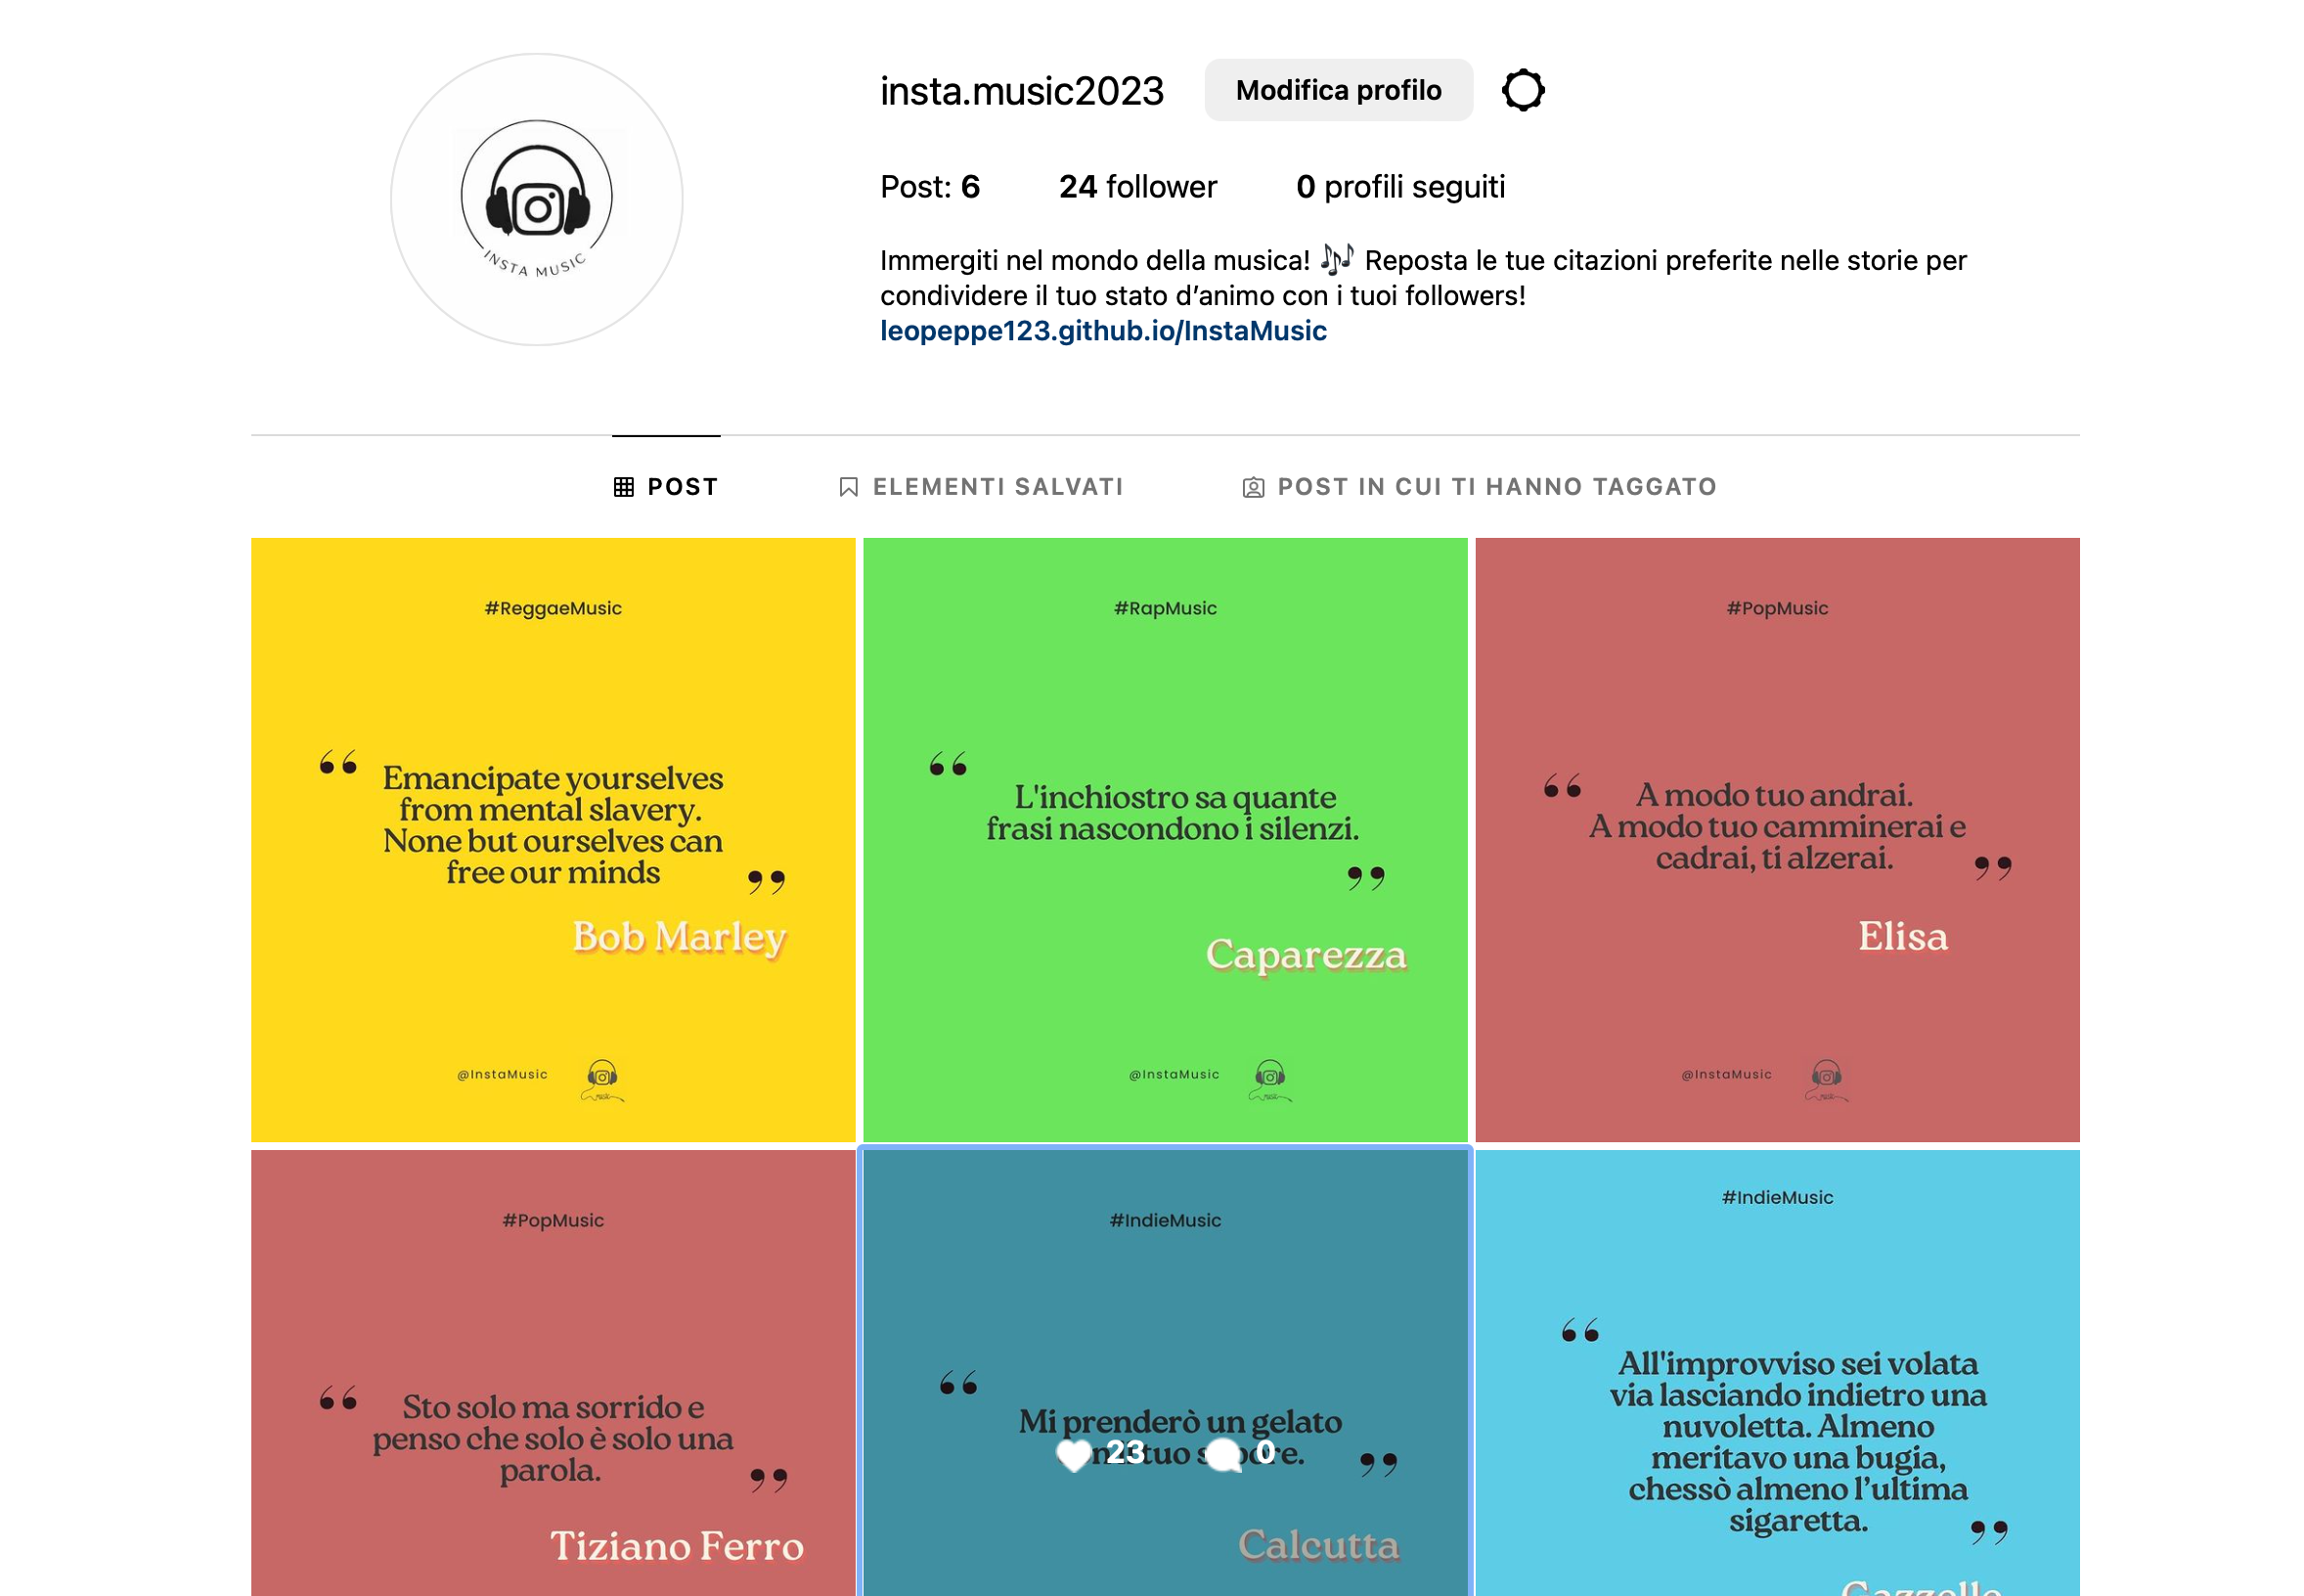 insta.music2023
Modifica profilo
Post: 6
24 follower
0 profili seguiti
Immergiti nel mondo della musica! 🎶 Reposta le tue citazioni preferite nelle storie per
condividere il tuo stato d’animo con i tuoi followers!
leopeppe123.github.io/InstaMusic
INSTA MUSIC
POST
ELEMENTI SALVATI
POST IN CUI TI HANNO TAGGATO
#ReggaeMusic
“ Emancipate yourselves
from mental slavery.
None but ourselves can
free our minds ”
Bob Marley
@InstaMusic
#RapMusic
“ L'inchiostro sa quante
frasi nascondono i silenzi. ”
Caparezza
@InstaMusic
#PopMusic
“ A modo tuo andrai.
A modo tuo camminerai e
cadrai, ti alzerai. ”
Elisa
@InstaMusic
#PopMusic
“ Sto solo ma sorrido e
penso che solo è solo una
parola. ”
Tiziano Ferro
#IndieMusic
“ Mi prenderò un gelato
tuo ”
23
0
Calcutta
#IndieMusic
“ All'improvviso sei volata
via lasciando indietro una
nuvoletta. Almeno
meritavo una bugia,
chessò almeno l’ultima
sigaretta. ”